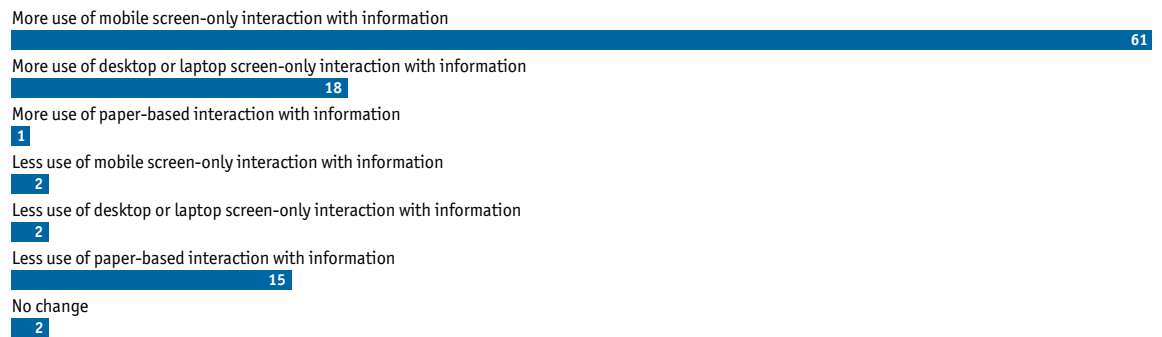 More use of mobile screen-only interaction with information
61
More use of desktop or laptop screen-only interaction with information
18
More use of paper-based interaction with information
1
Less use of mobile screen-only interaction with information
2
Less use of desktop or laptop screen-only interaction with information
2
Less use of paper-based interaction with information
15
No change
2